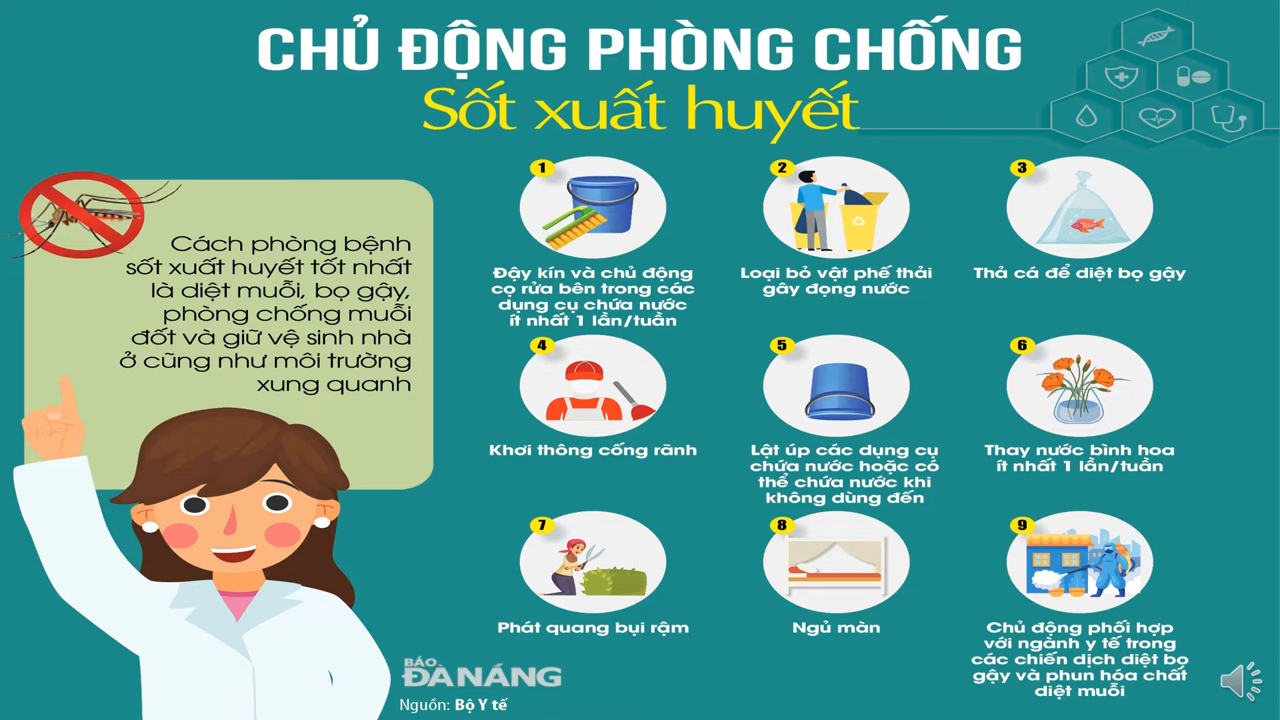 CHỦ ĐỘNG PHÒNG CHỐNG
Sốt xuất huyết
Cách phòng bệnh
sốt xuất huyết tốt nhất
là diệt muỗi, bọ gậy,
phòng chống muỗi
đốt và giữ vệ sinh nhà
ở cũng như môi trường
xung quanh
1
Đậy kín và chủ động
cọ rửa bên trong các
dụng cụ chứa nước
ít nhất 1 lần/tuần
2
Loại bỏ vật phế thải
gây đọng nước
3
Thả cá để diệt bọ gậy
4
Khơi thông cống rãnh
5
Lật úp các dụng cụ
chứa nước hoặc có
thể chứa nước khi
không dùng đến
6
Thay nước bình hoa
ít nhất 1 lần/tuần
7
Phát quang bụi rậm
8
Ngủ màn
9
Chủ động phối hợp
với ngành y tế trong
các chiến dịch diệt bọ
gậy và phun hóa chất
diệt muỗi
BÁO
ĐÀ NẴNG
Nguồn: Bộ Y tế